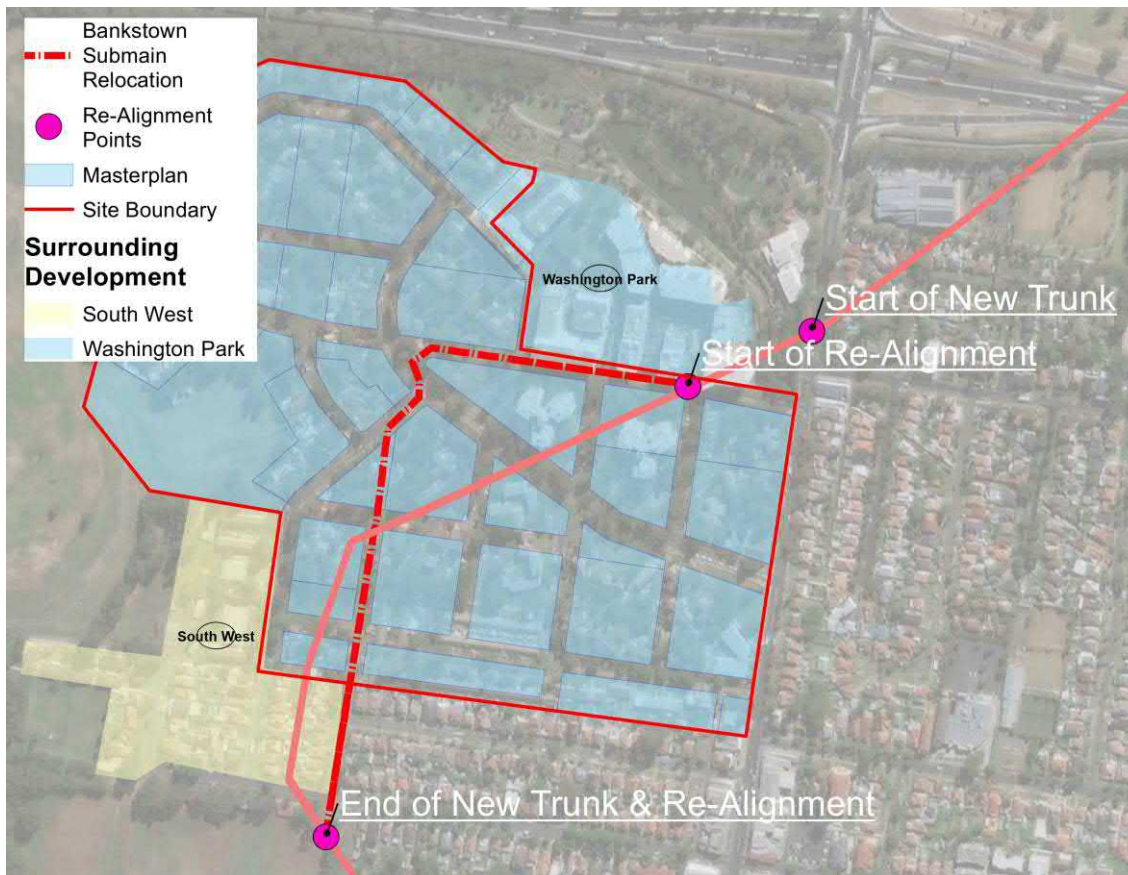 Bankstown
Submain
Relocation
Re-Alignment
Points
Masterplan
Site Boundary
Surrounding
Development
South West
Washington Park
Washington Park
Start of New Trunk
Start of Re-Alignment
South West
End of New Trunk & Re-Alignment